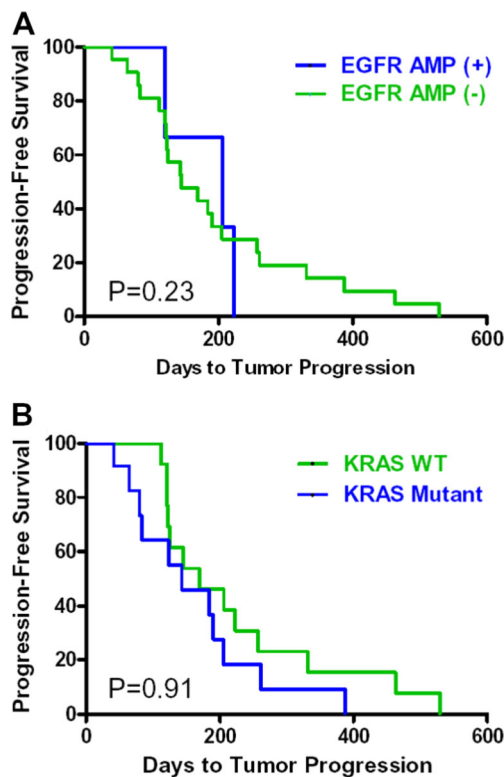 A
EGFR AMP (+)
EGFR AMP (-)
Progression-Free Survival
100
80
60
40
20
0
P=0.23
0 200 400 600
Days to Tumor Progression
B
KRAS WT
KRAS Mutant
Progression-Free Survival
100
80
60
40
20
0
P=0.91
0 200 400 600
Days to Tumor Progression